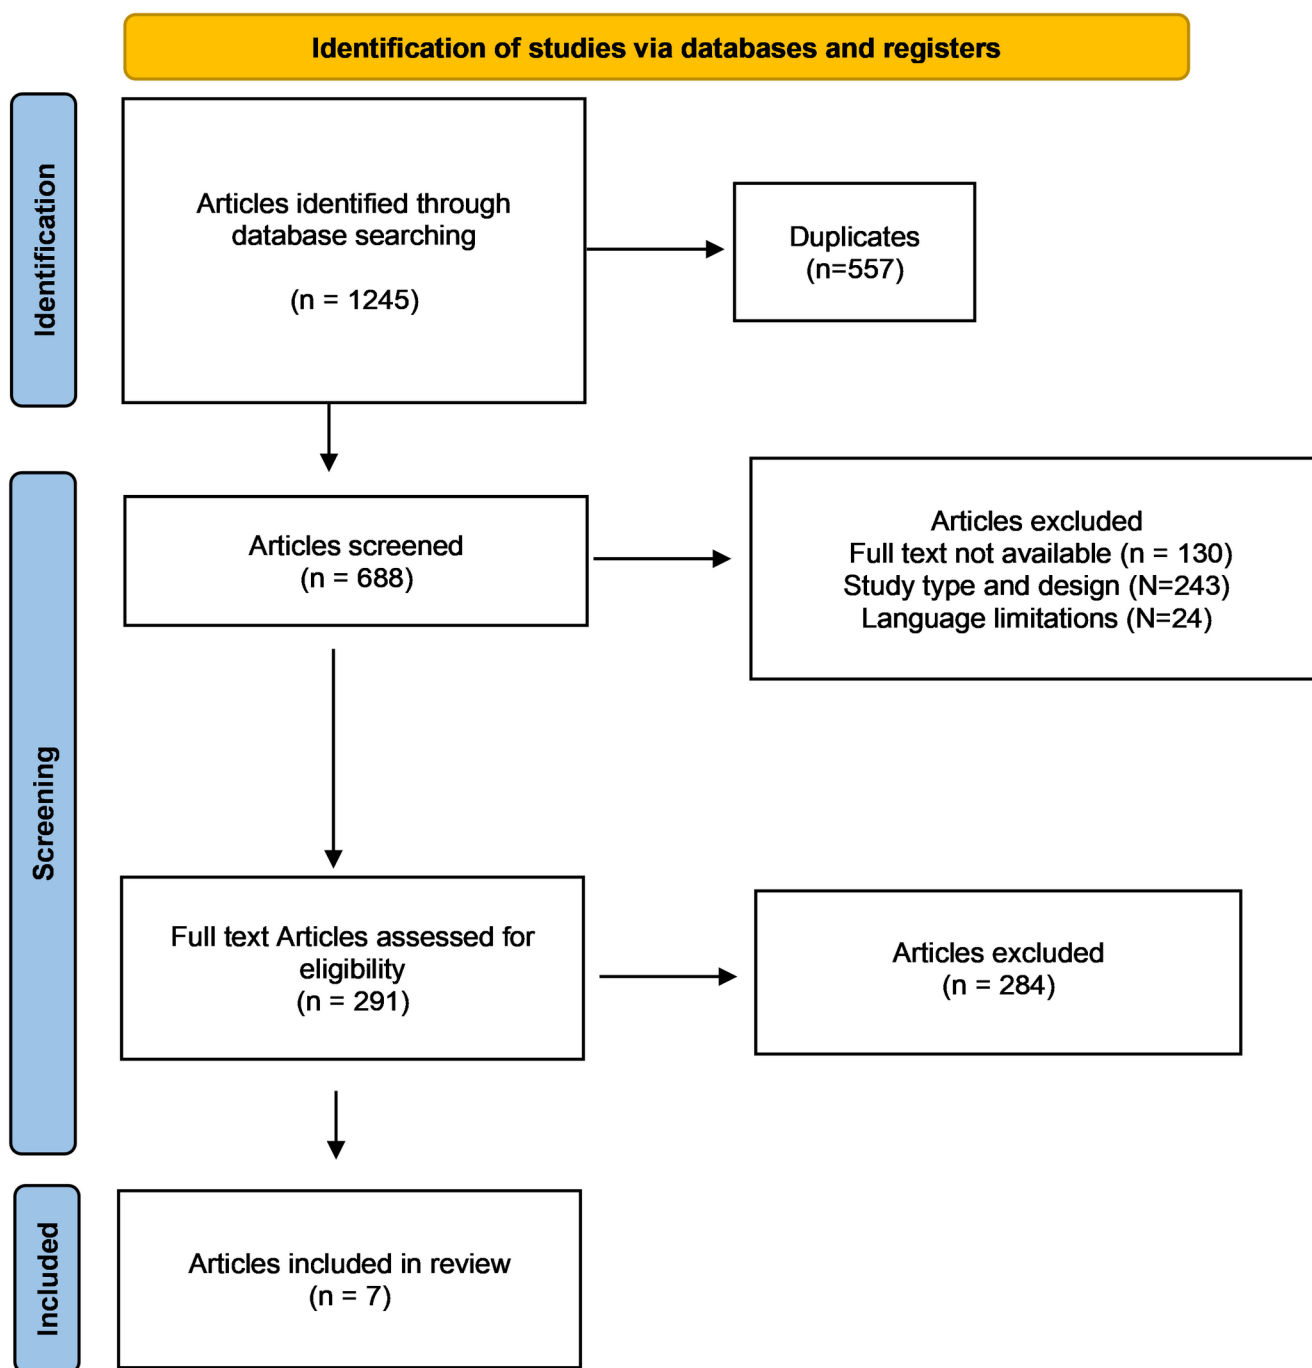 Identification of studies via databases and registers
Identification
Articles identified through
database searching
(n = 1245)
Duplicates
(n=557)
Screening
Articles screened
(n = 688)
Articles excluded
Full text not available (n = 130)
Study type and design (N=243)
Language limitations (N=24)
Full text Articles assessed for
eligibility
(n = 291)
Articles excluded
(n = 284)
Included
Articles included in review
(n = 7)